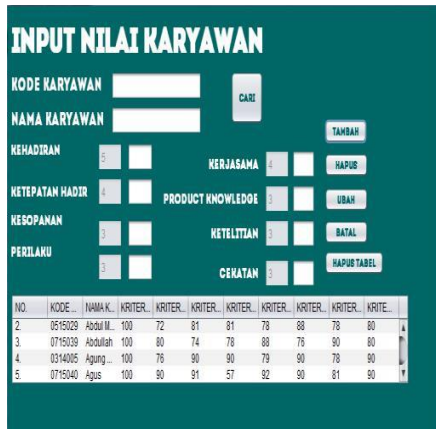 INPUT NILAI KARYAWAN
KODE KARYAWAN
CARI
NAMA KARYAWAN
TAMBAH
KEHADIRAN 5
KERJASAMA 4 HAPUS
KETEPATAN HADIR 4
PRODUCT KNOWLEDGE 3 UBAH
KESOPANAN 3
KETELITIAN 3 BATAL
PERILAKU 3
CEKATAN 3 HAPUS TABEL
NO. KODE ... NAMA K... KRITER... KRITER... KRITER... KRITER... KRITER... KRITER... KRITER... KRITE...
2. 0515029 Abdul M... 100 72 81 81 78 88 78 80
3. 0715039 Abdullah 100 80 74 78 88 76 90 80
4. 0314005 Agung ... 100 76 90 90 79 90 78 90
5. 0715040 Agus 100 90 91 57 92 90 81 90